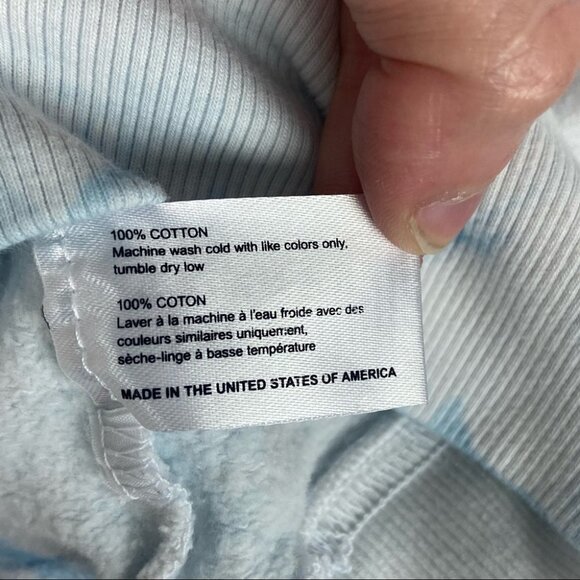 100% COTTON
Machine wash cold with like colors only,
tumble dry low
100% COTON
Laver à la machine à l'eau froide avec des
couleurs similaires uniquement,
sèche-linge à basse température
MADE IN THE UNITED STATES OF AMERICA